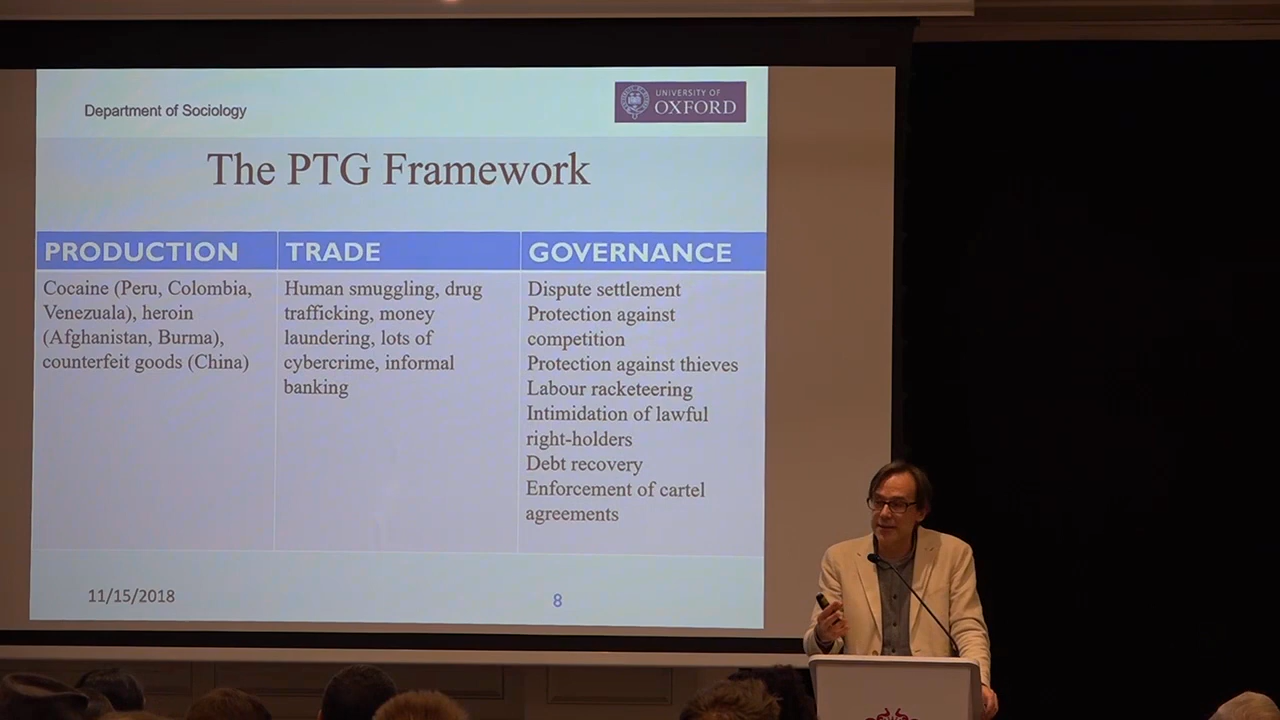 Department of Sociology
UNIVERSITY OF
OXFORD
The PTG Framework
PRODUCTION
TRADE
GOVERNANCE
Cocaine (Peru, Colombia,
Venezuala), heroin
(Afghanistan, Burma),
counterfeit goods (China)
Human smuggling, drug
trafficking, money
laundering, lots of
cybercrime, informal
banking
Dispute settlement
Protection against
competition
Protection against thieves
Labour racketeering
Intimidation of lawful
right-holders
Debt recovery
Enforcement of cartel
agreements
11/15/2018
8